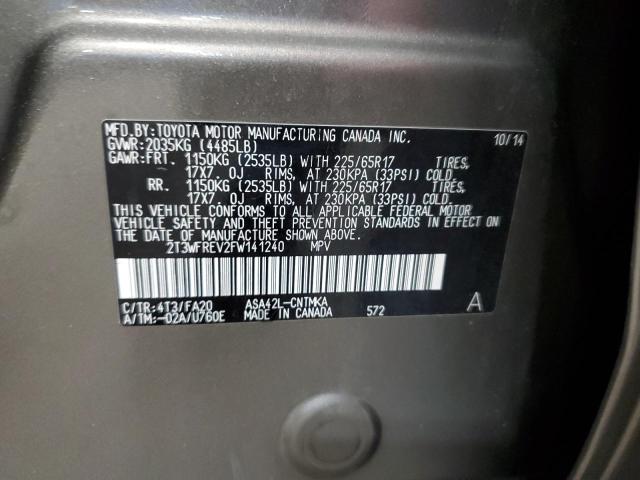 MFD.BY:TOYOTA MOTOR MANUFACTURING CANADA INC. 10/14
GVWR:2035KG (4485LB)
GAWR:FRT. 1150KG (2535LB) WITH 225/65R17 TIRES,
17X7. 0J RIMS, AT 230KPA (33PSI) COLD.
RR. 1150KG (2535LB) WITH 225/65R17 TIRES,
17X7. 0J RIMS, AT 230KPA (33PSI) COLD.
THIS VEHICLE CONFORMS TO ALL APPLICABLE FEDERAL MOTOR
VEHICLE SAFETY AND THEFT PREVENTION STANDARDS IN EFFECT ON
THE DATE OF MANUFACTURE SHOWN ABOVE.
2T3WFREV2FW141240 MPV
C/TR:4T3/FA20 ASA42L-CNTMKA
A/TM:-02A/U760E MADE IN CANADA 572 A